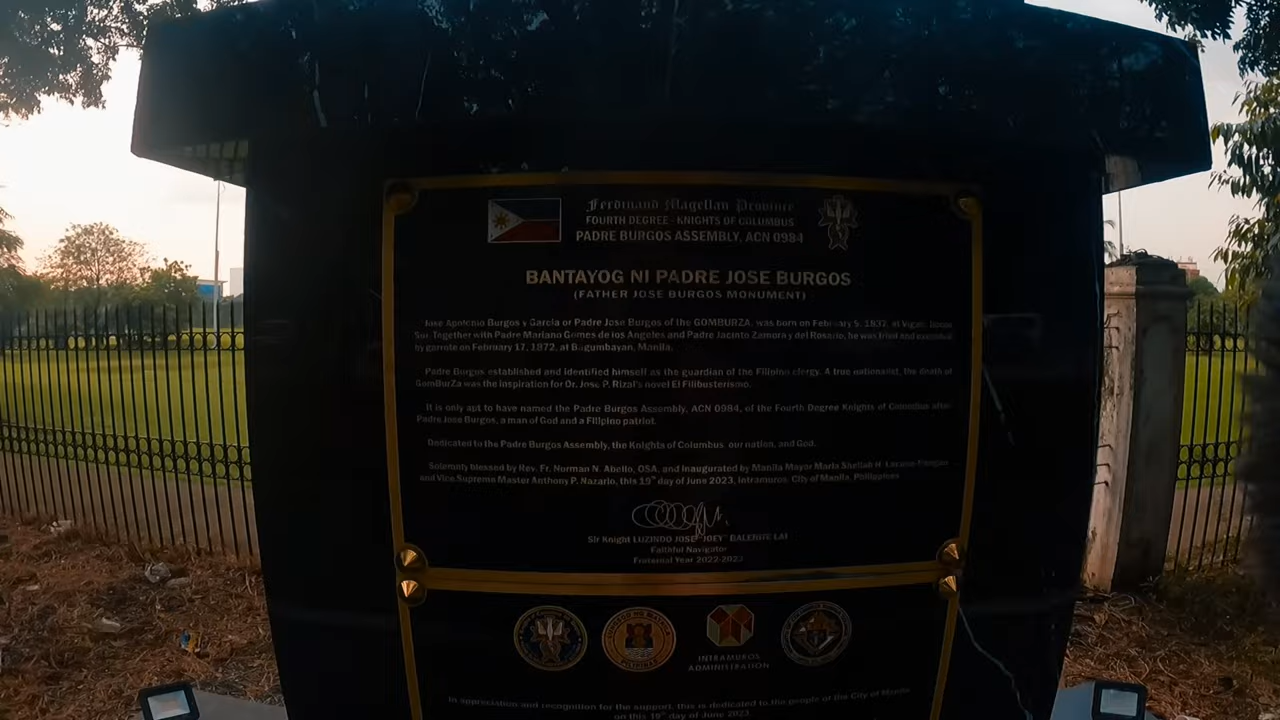 Ferdinand Magellan Province
FOURTH DEGREE - KNIGHTS OF COLUMBUS
PADRE BURGOS ASSEMBLY, ACN 0984
BANTAYOG NI PADRE JOSE BURGOS
(FATHER JOSE BURGOS MONUMENT)
Jose Apolonio Burgos y Garcia or Padre Jose Burgos of the GOMBURZA, was born on February 9, 1837, at Vigan, Ilocos
Sur. Together with Padre Mariano Gomes de los Angeles and Padre Jacinto Zamora y del Rosario, he was tried and executed
by garrote on February 17, 1872, at Bagumbayan, Manila.
Padre Burgos established and identified himself as the guardian of the Filipino clergy. A true nationalist, the death of
GomBurZa was the inspiration for Dr. Jose P. Rizal's novel El Filibusterismo.
It is only apt to have named the Padre Burgos Assembly, ACN 0984, of the Fourth Degree Knights of Columbus after
Padre Jose Burgos, a man of God and a Filipino patriot.
Dedicated to the Padre Burgos Assembly, the Knights of Columbus, our nation, and God.
Solemnly blessed by Rev. Fr. Norman N. Abello, OSA, and inaugurated by Manila Mayor Maria Sheilah H.
and Vice Supreme Master Anthony P. Nazario, this 19th day of June 2023, Intramuros, City of Manila, Philippines
Sir Knight LUZINDO JOSE "JOEY"
Faithful Navigator
Fraternal Year 2022-2023
PILIPINAS
INTRAMUROS
ADMINISTRATION
In appreciation and recognition for the support, this is dedicated to the people of the City of Manila
on this 19th day of June 2023